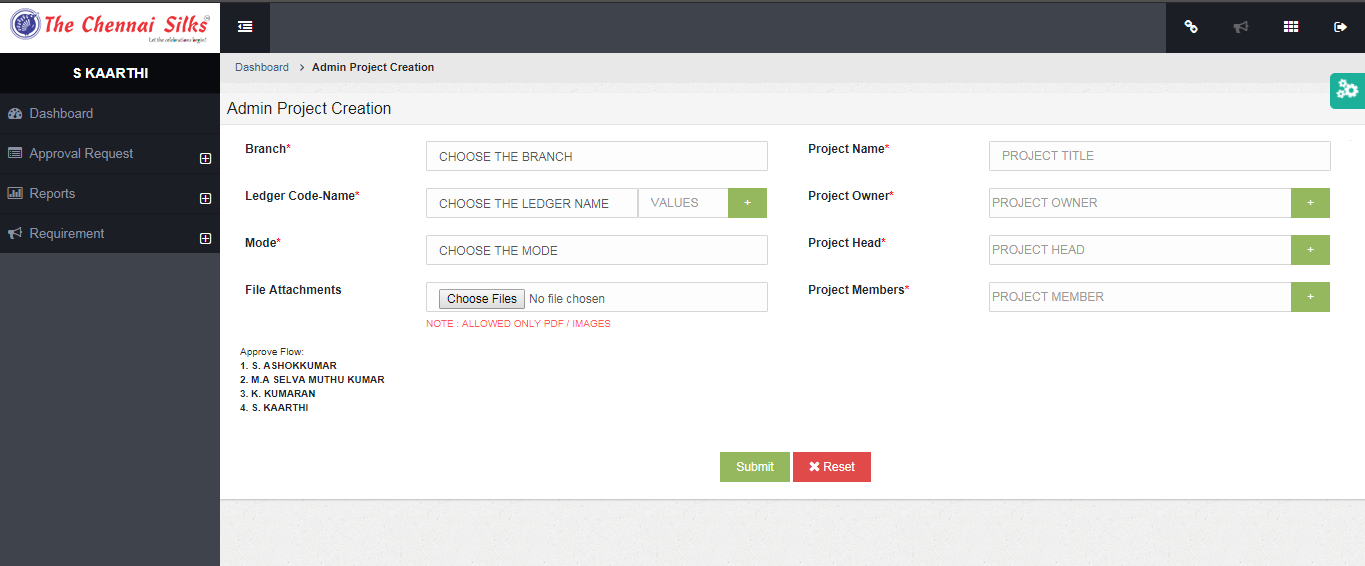 The Chennai Silks
Let the celebrations begin!
S KAARTHI
Dashboard
Approval Request
Reports
Requirement
Dashboard > Admin Project Creation
Admin Project Creation
Branch* CHOOSE THE BRANCH Project Name* PROJECT TITLE
Ledger Code-Name* CHOOSE THE LEDGER NAME VALUES + Project Owner* PROJECT OWNER +
Mode* CHOOSE THE MODE Project Head* PROJECT HEAD +
File Attachments Choose Files No file chosen Project Members* PROJECT MEMBER +
NOTE : ALLOWED ONLY PDF / IMAGES
Approve Flow:
1. S. ASHOKKUMAR
2. M.A SELVA MUTHU KUMAR
3. K. KUMARAN
4. S. KAARTHI
Submit Reset